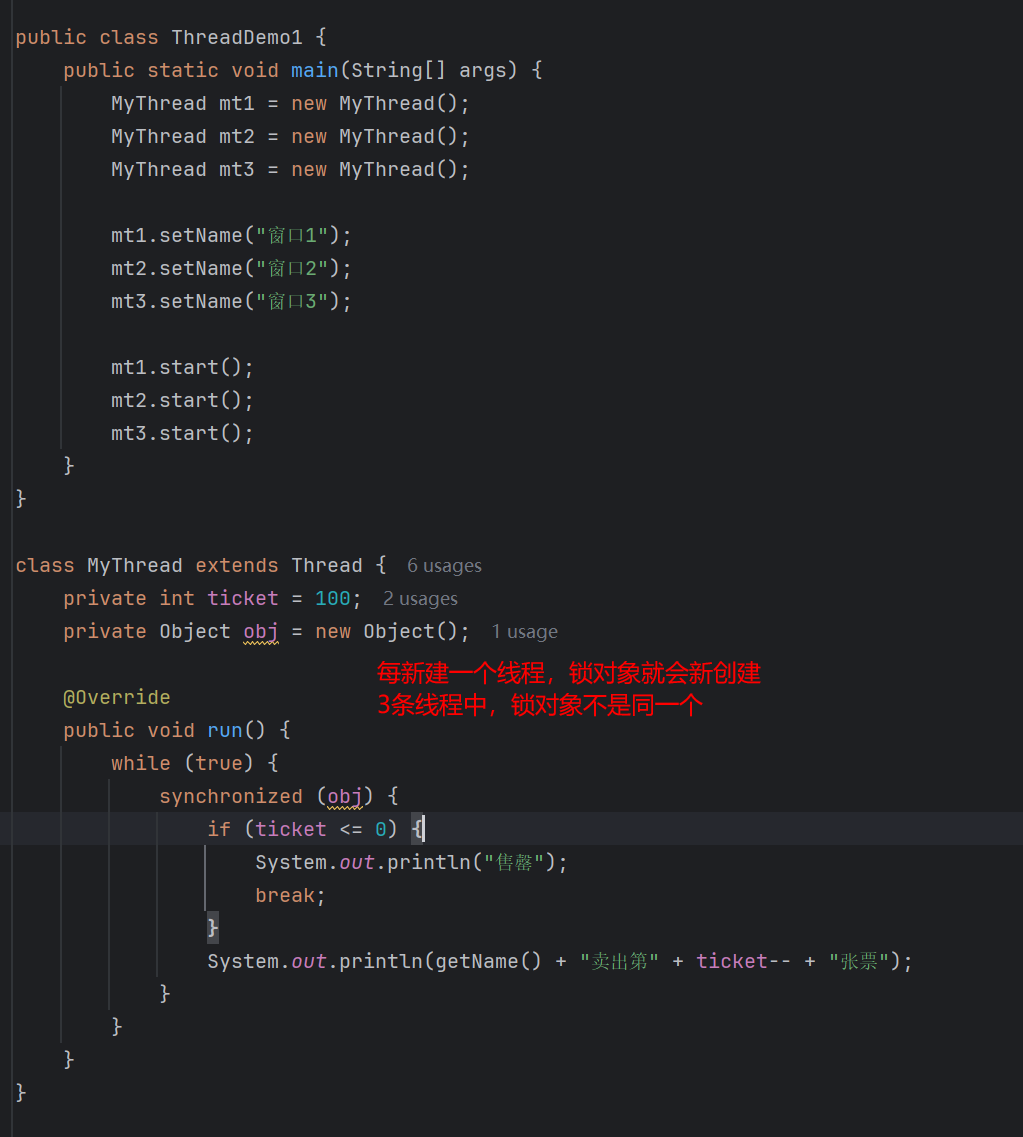 public class ThreadDemo1 {
    public static void main(String[] args) {
        MyThread mt1 = new MyThread();
        MyThread mt2 = new MyThread();
        MyThread mt3 = new MyThread();
        mt1.setName("窗口1");
        mt2.setName("窗口2");
        mt3.setName("窗口3");
        mt1.start();
        mt2.start();
        mt3.start();
    }
}
class MyThread extends Thread { 6 usages
    private int ticket = 100; 2 usages
    private Object obj = new Object(); 1 usage
每新建一个线程，锁对象就会新创建
    @Override
3条线程中，锁对象不是同一个
    public void run() {
        while (true) {
            synchronized (obj) {
                if (ticket <= 0) {
                    System.out.println("售罄");
                    break;
                }
                System.out.println(getName() + "卖出第" + ticket-- + "张票");
            }
        }
    }
}